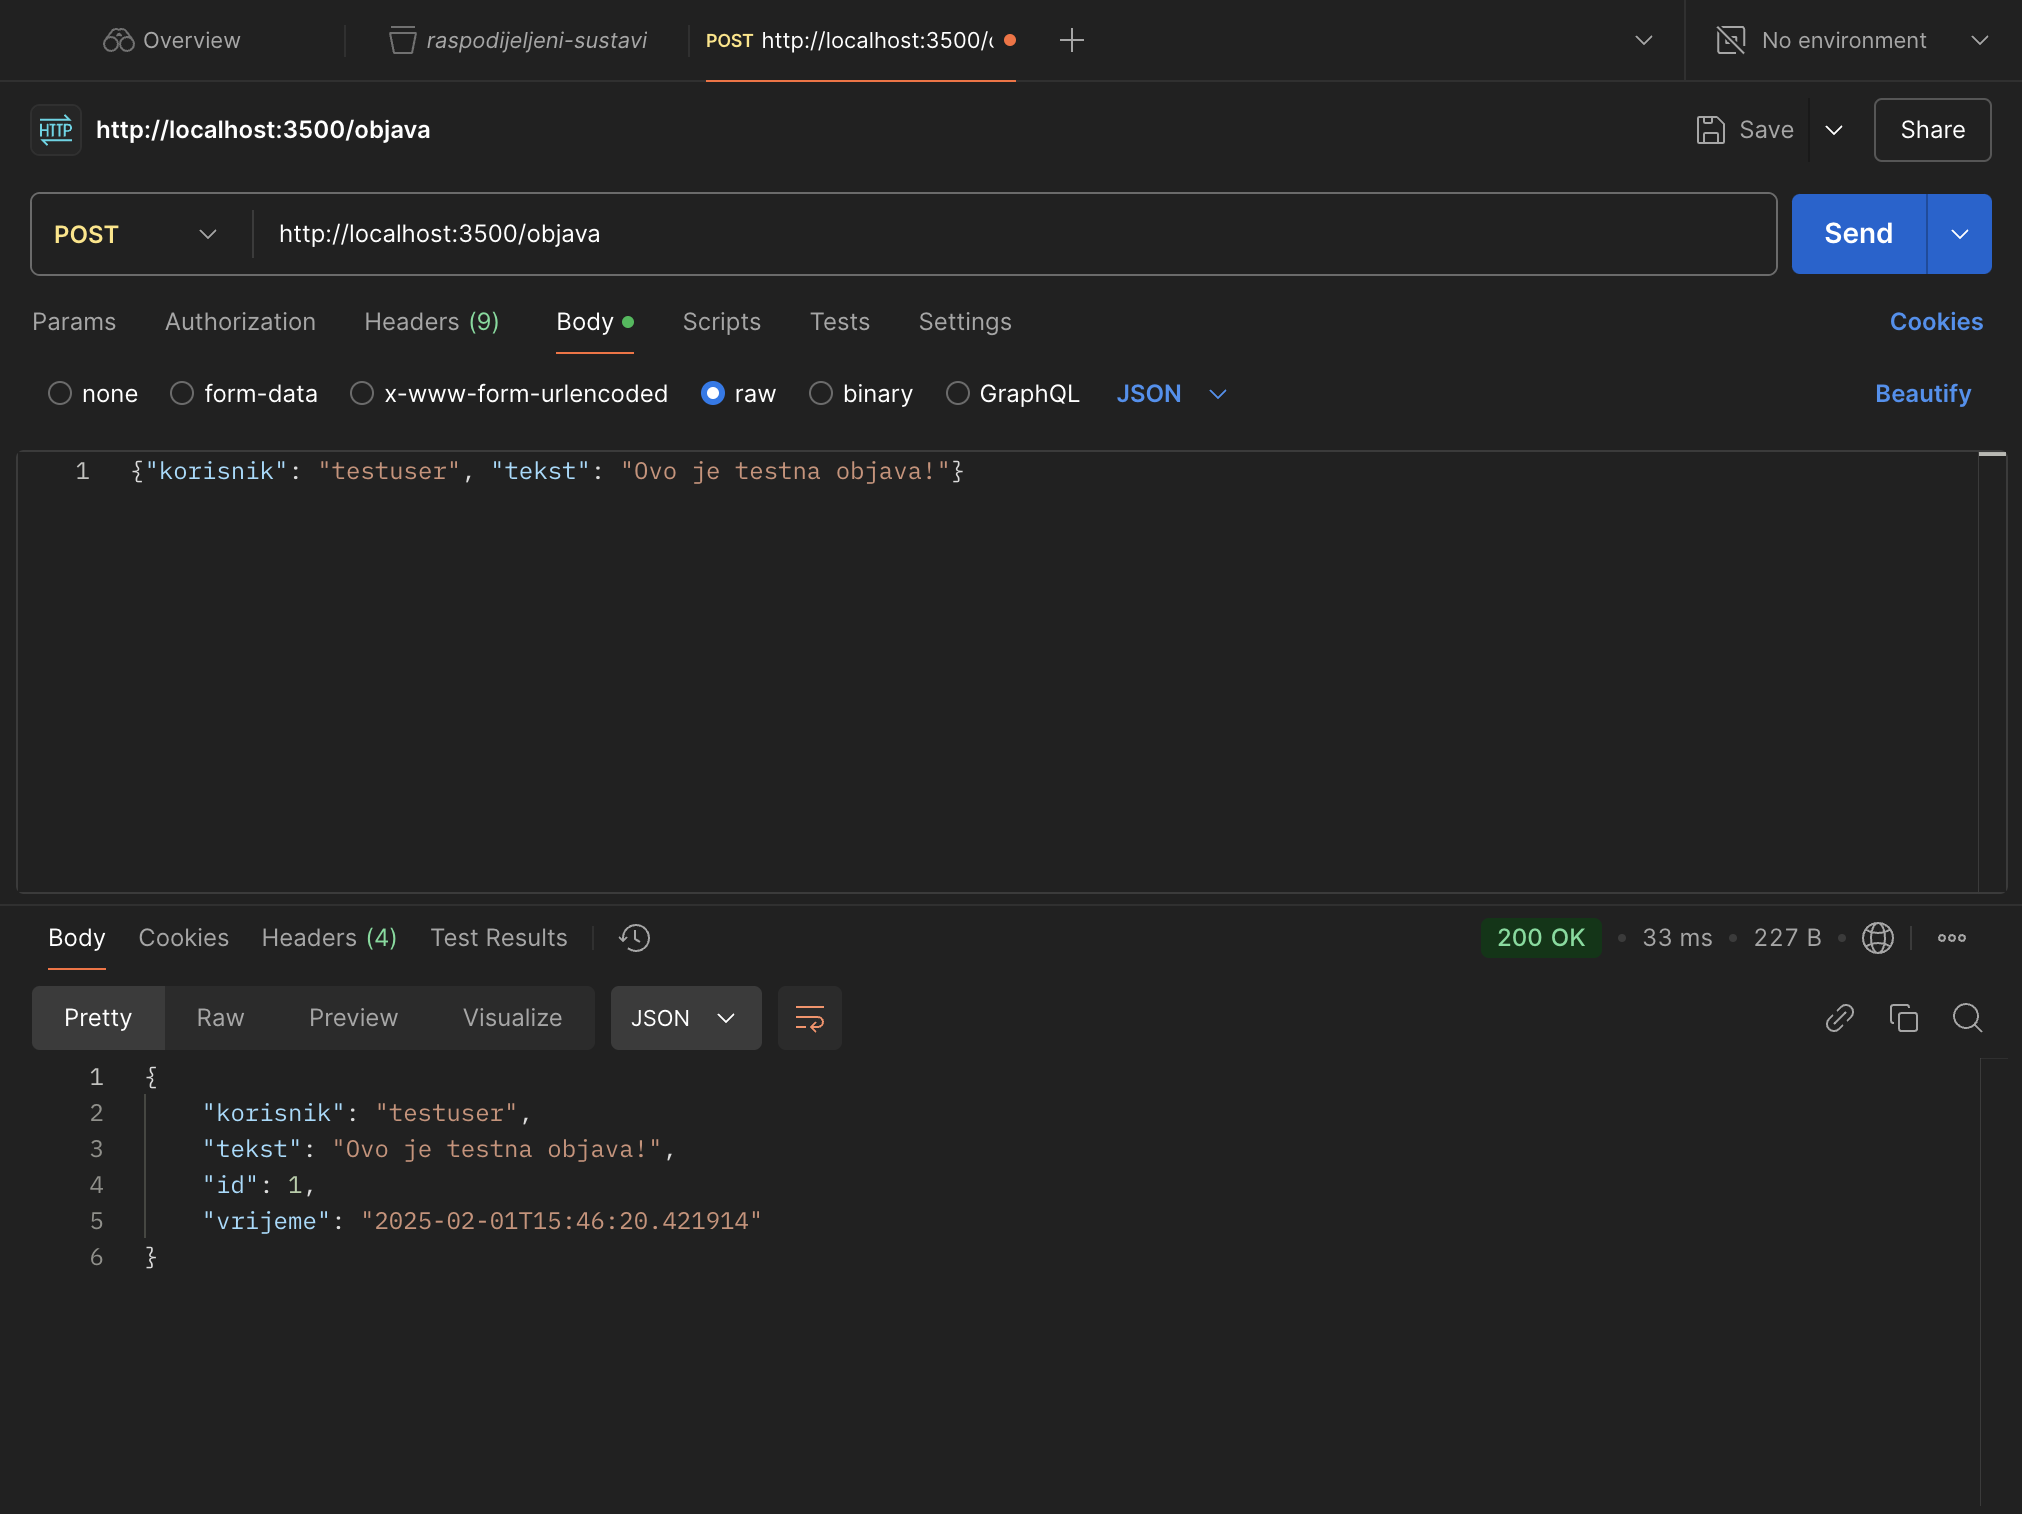 Overview raspodijeljeni-sustavi POST http://localhost:3500/ No environment
HTTP http://localhost:3500/objava Save Share
POST http://localhost:3500/objava Send
Params Authorization Headers (9) Body Scripts Tests Settings Cookies
none form-data x-www-form-urlencoded raw binary GraphQL JSON Beautify
1 {"korisnik": "testuser", "tekst": "Ovo je testna objava!"}
Body Cookies Headers (4) Test Results 200 OK • 33 ms • 227 B •
Pretty Raw Preview Visualize JSON
1 {
2 "korisnik": "testuser",
3 "tekst": "Ovo je testna objava!",
4 "id": 1,
5 "vrijeme": "2025-02-01T15:46:20.421914"
6 }